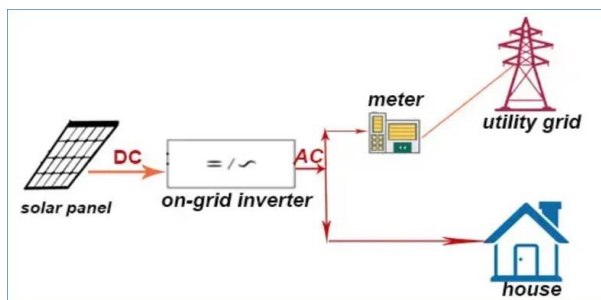 meter
utility grid
DC
= / ∽
AC
solar panel
on-grid inverter
house